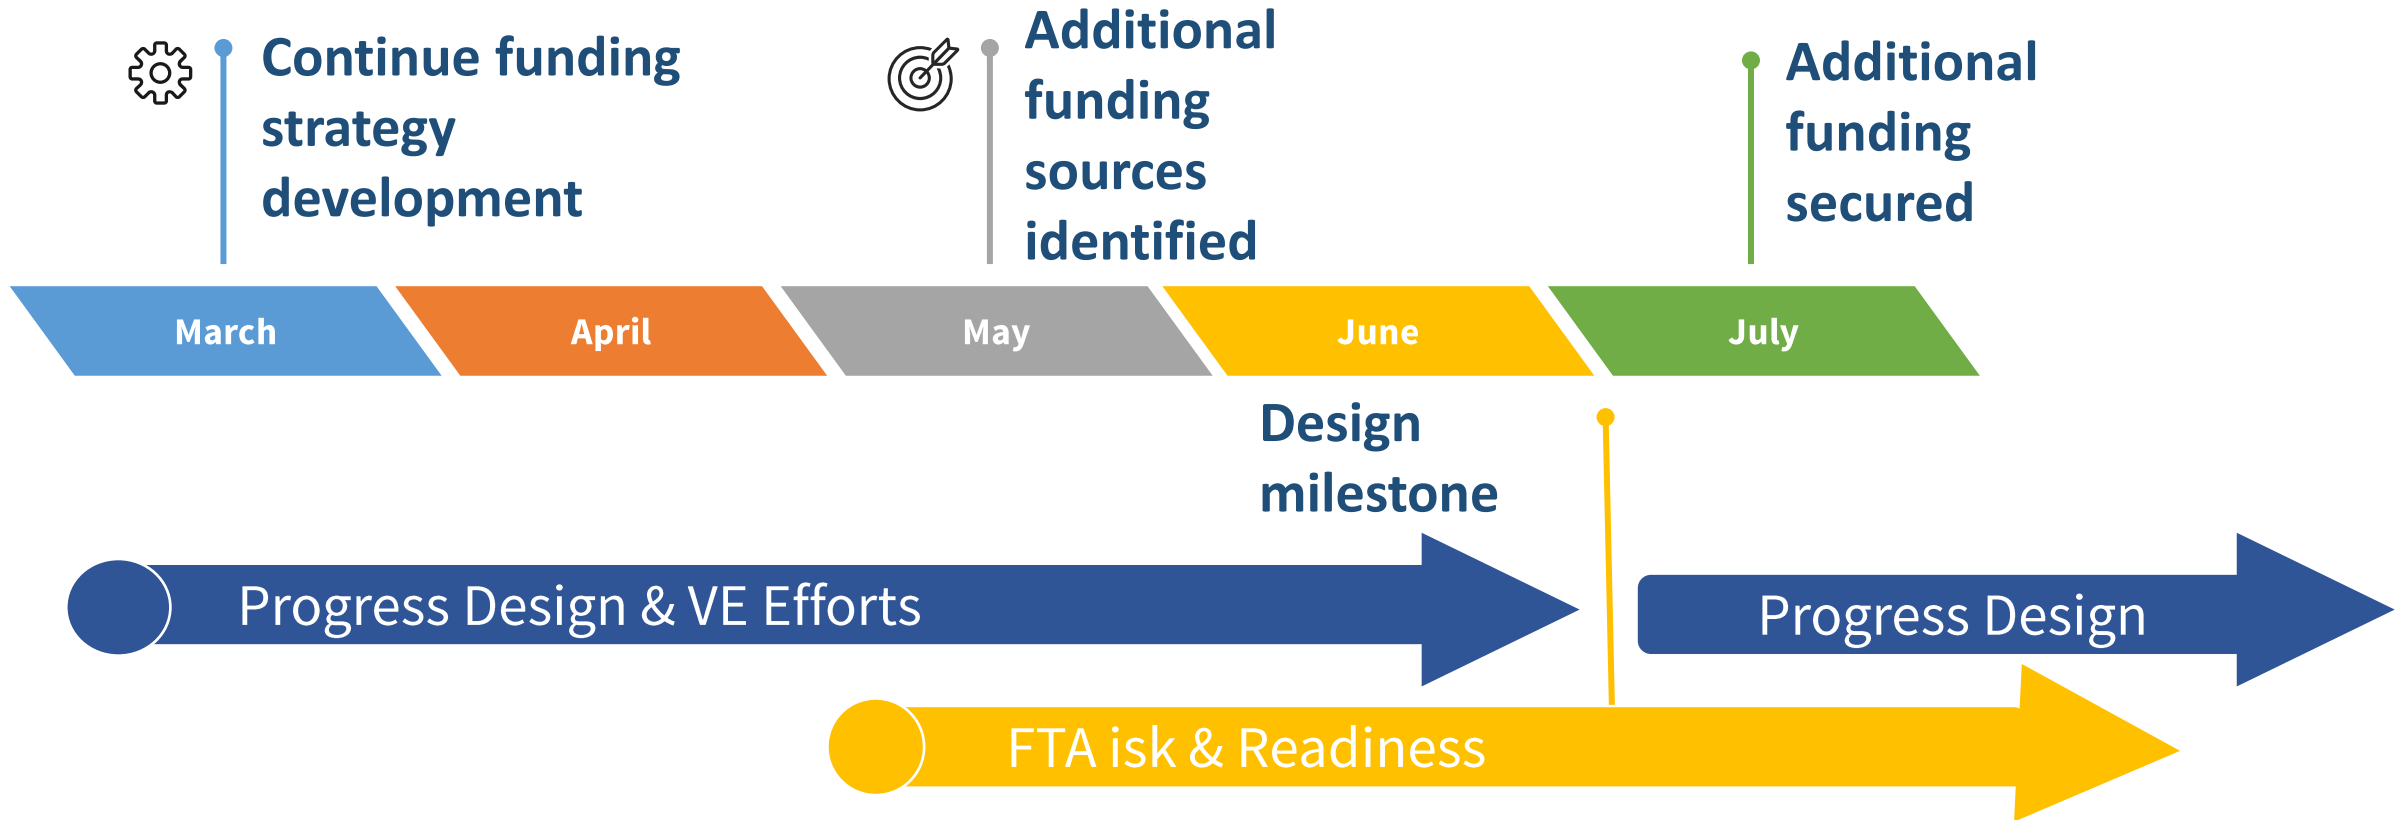 Continue funding
strategy
development
Additional
funding
sources
identified
Additional
funding
secured
March
April
May
June
July
Design
milestone
Progress Design & VE Efforts
Progress Design
FTA isk & Readiness